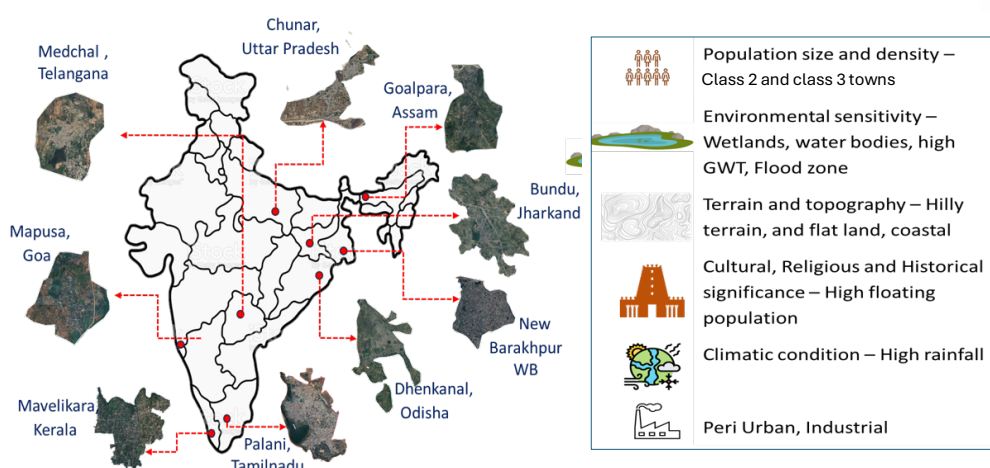 Chunar,
Uttar Pradesh
Medchal ,
Telangana
Goalpara,
Assam
Bundu,
Jharkhand
Mapusa,
Goa
New
Barakhpur
WB
Dhenkanal,
Odisha
Mavelikara,
Kerala
Palani,
Tamilnadu
Population size and density –
Class 2 and class 3 towns
Environmental sensitivity –
Wetlands, water bodies, high
GWT, Flood zone
Terrain and topography – Hilly
terrain, and flat land, coastal
Cultural, Religious and Historical
significance – High floating
population
Climatic condition – High rainfall
Peri Urban, Industrial